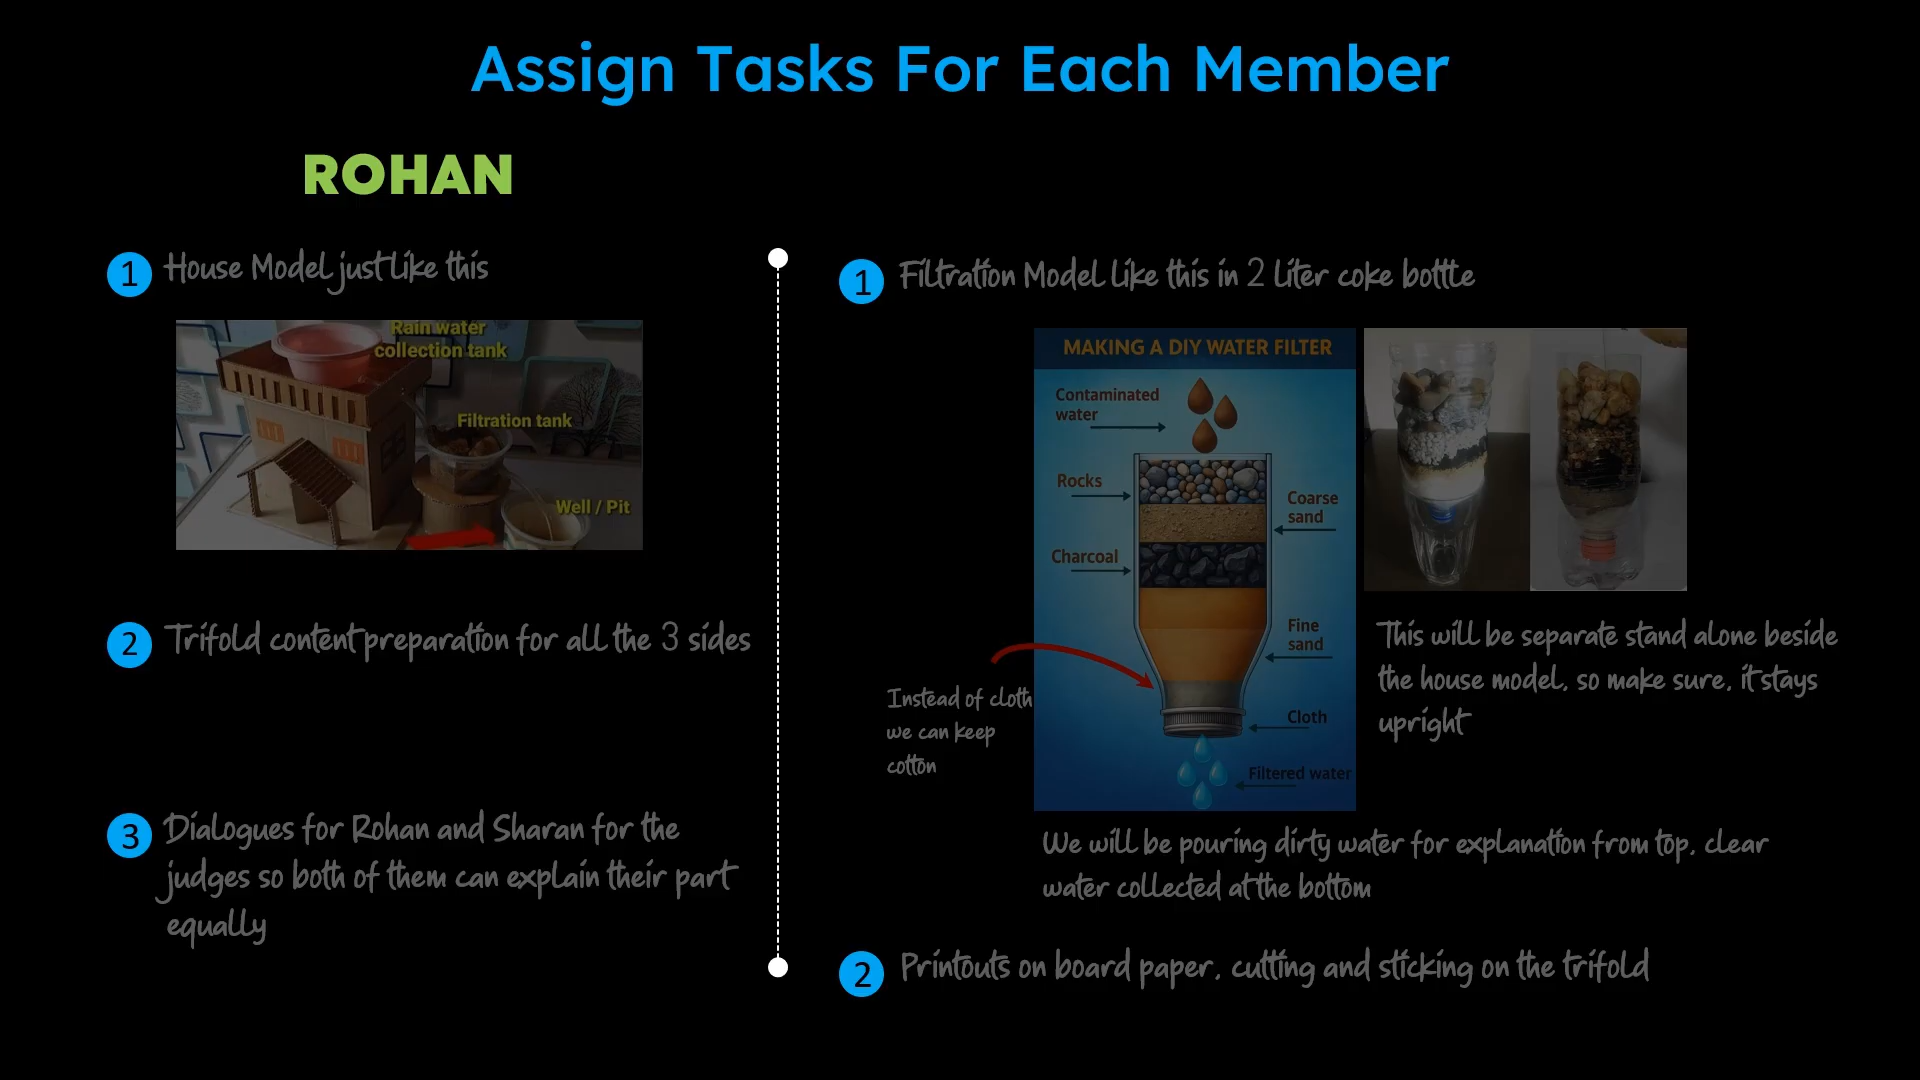 Assign Tasks For Each Member
ROHAN
1 House Model just like this
Rain water
collection tank
Filtration tank
Well / Pit
2 Trifold content preparation for all the 3 sides
3 Dialogues for Rohan and Sharan for the
judges so both of them can explain their part
equally
1 Filtration Model Like this in 2 Liter coke bottle
MAKING A DIY WATER FILTER
Contaminated
water
Rocks
Coarse
sand
Charcoal
Fine
sand
Cloth
Filtered water
Instead of cloth
we can keep
cotton
This will be separate stand alone beside
the house model, so make sure, it stays
upright
We will be pouring dirty water for explanation from top, clear
water collected at the bottom
2 Printouts on board paper, cutting and sticking on the trifold